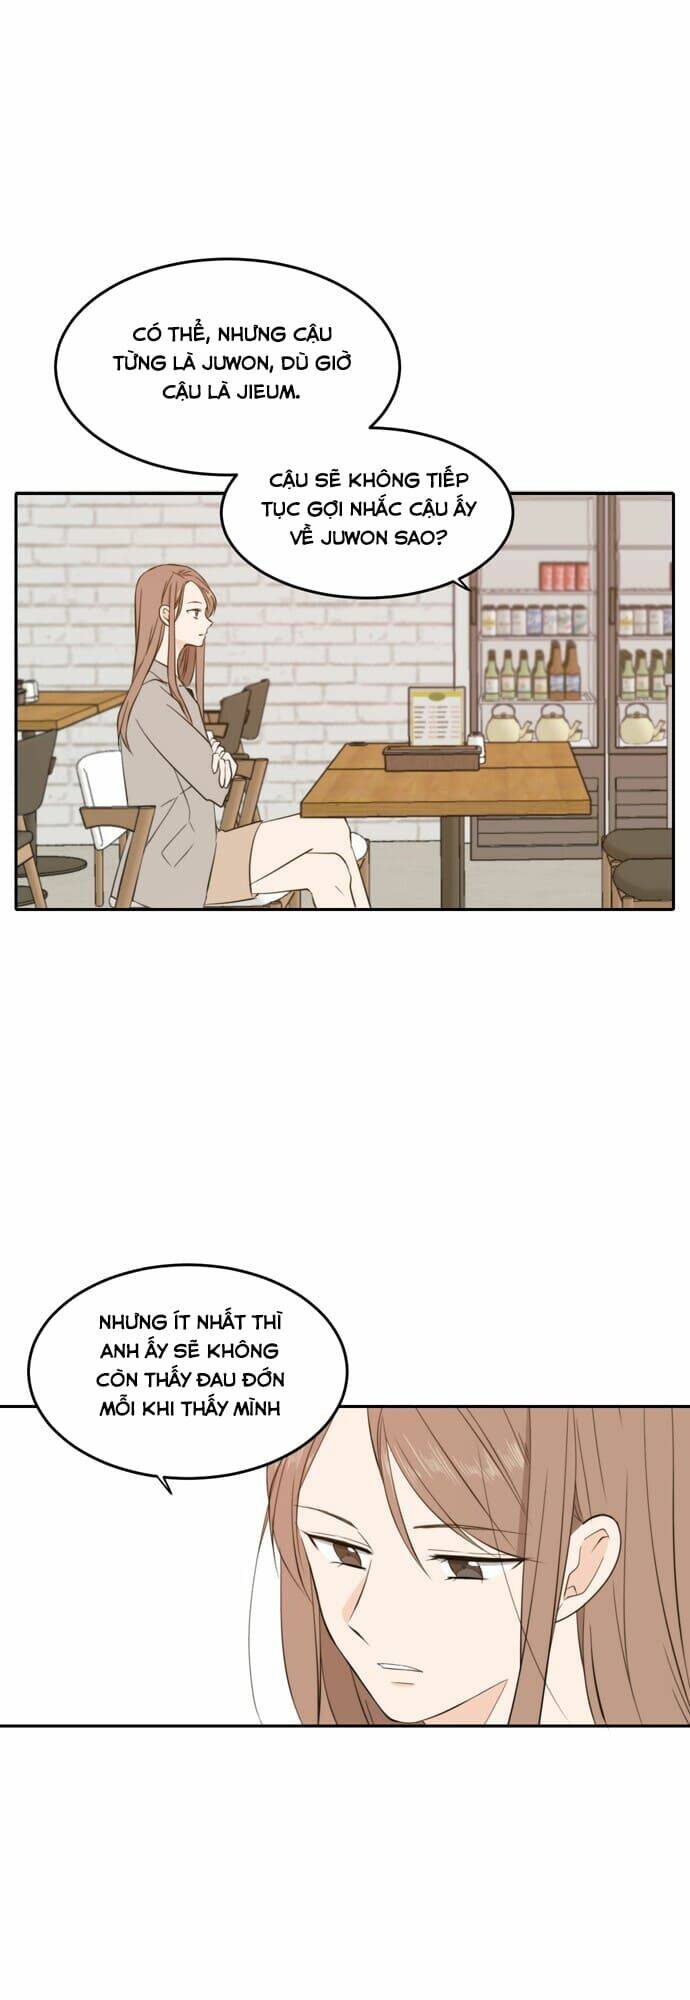 CÓ THỂ, NHƯNG CẬU
TỪNG LÀ JUWON, DÙ GIỜ
CẬU LÀ JIEUM.
CẬU SẼ KHÔNG TIẾP
TỤC GỢI NHẮC CẬU ẤY
VỀ JUWON SAO?
NHƯNG ÍT NHẤT THÌ
ANH ẤY SẼ KHÔNG
CÒN THẤY ĐAU ĐỚN
MỖI KHI THẤY MÌNH